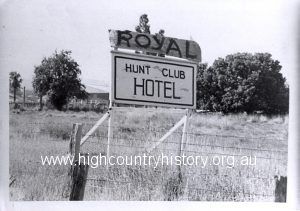 ROYAL
HUNT CLUB
HOTEL
www.highcountryhistory.org.au